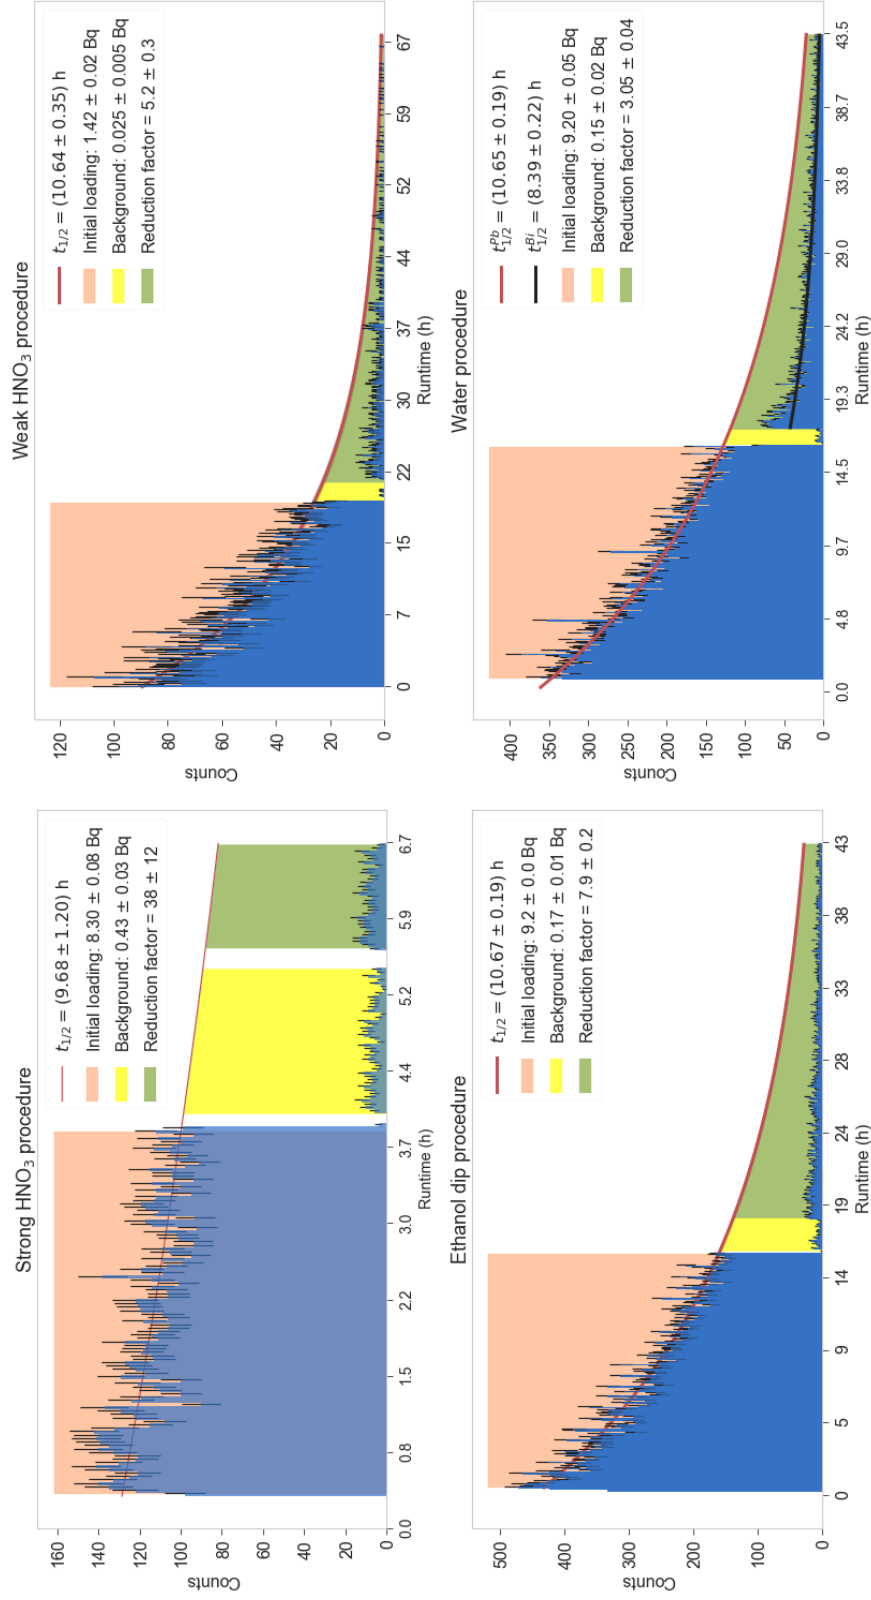 Strong HNO3 procedure
t1/2 = (9.68 ± 1.20) h
Initial loading: 8.30 ± 0.08 Bq
Background: 0.43 ± 0.03 Bq
Reduction factor = 38 ± 12
Counts
160
140
120
100
80
60
40
20
0
0.0 0.8 1.5 2.2 3.0 3.7 4.4 5.2 5.9 6.7
Runtime (h)
Weak HNO3 procedure
t1/2 = (10.64 ± 0.35) h
Initial loading: 1.42 ± 0.02 Bq
Background: 0.025 ± 0.005 Bq
Reduction factor = 5.2 ± 0.3
Counts
120
100
80
60
40
20
0
0 7 15 22 30 37 44 52 59 67
Runtime (h)
Ethanol dip procedure
t1/2 = (10.67 ± 0.19) h
Initial loading: 9.2 ± 0.0 Bq
Background: 0.17 ± 0.01 Bq
Reduction factor = 7.9 ± 0.2
Counts
500
400
300
200
100
0
0 5 9 14 19 24 28 33 38 43
Runtime (h)
Water procedure
tPb1/2 = (10.65 ± 0.19) h
tBi1/2 = (8.39 ± 0.22) h
Initial loading: 9.20 ± 0.05 Bq
Background: 0.15 ± 0.02 Bq
Reduction factor = 3.05 ± 0.04
Counts
400
350
300
250
200
150
100
50
0
0.0 4.8 9.7 14.5 19.3 24.2 29.0 33.8 38.7 43.5
Runtime (h)